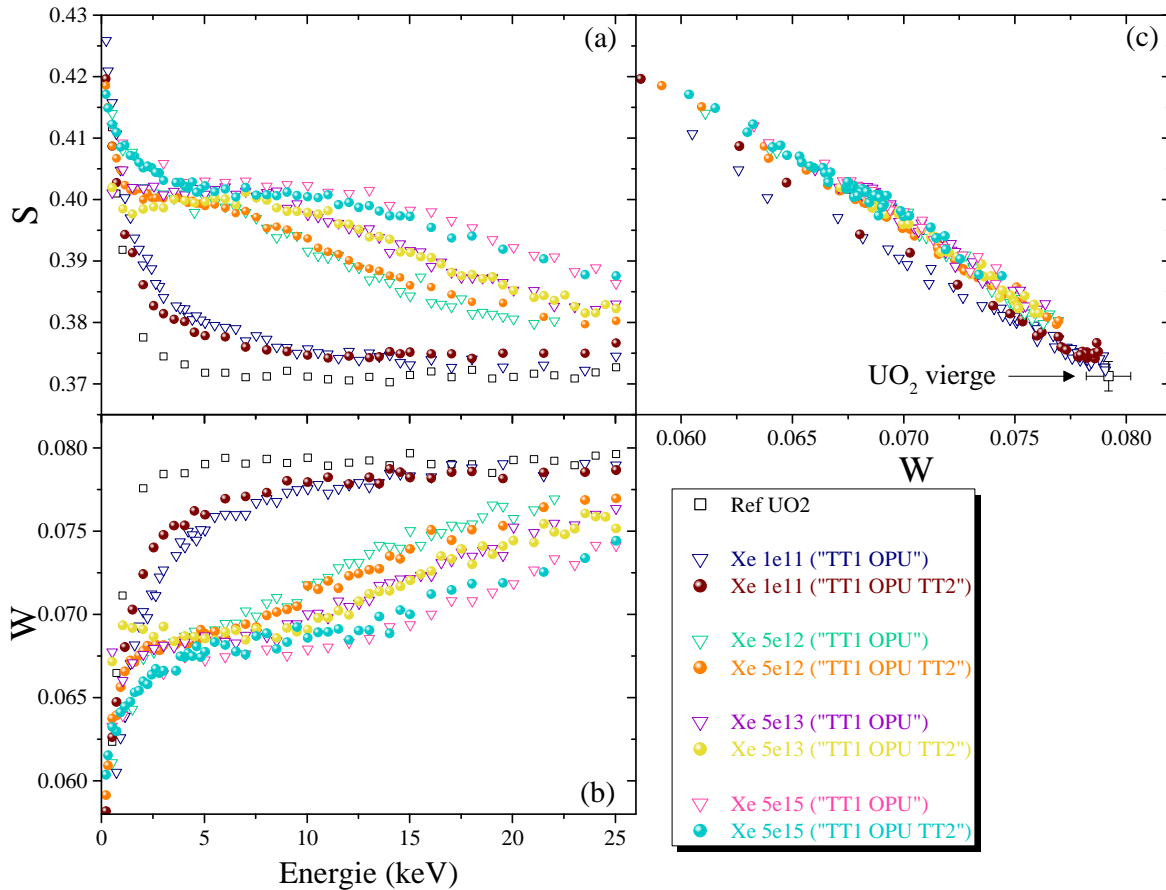 0.43
0.42
0.41
0.40
0.39
0.38
0.37
S
(a)
(c)
UO2 vierge
0.060 0.065 0.070 0.075 0.080
W
0.080
0.075
0.070
0.065
0.060
W
(b)
0 5 10 15 20 25
Energie (keV)
Ref UO2
Xe 1e11 ("TT1 OPU")
Xe 1e11 ("TT1 OPU TT2")
Xe 5e12 ("TT1 OPU")
Xe 5e12 ("TT1 OPU TT2")
Xe 5e13 ("TT1 OPU")
Xe 5e13 ("TT1 OPU TT2")
Xe 5e15 ("TT1 OPU")
Xe 5e15 ("TT1 OPU TT2")